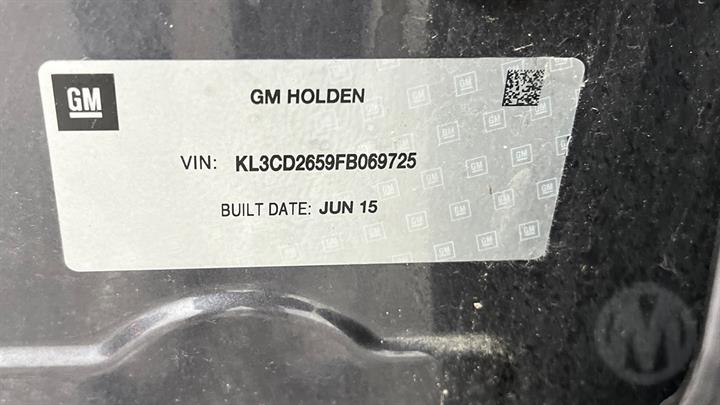 GM
GM HOLDEN
VIN: KL3CD2659FB069725
BUILT DATE: JUN 15
M